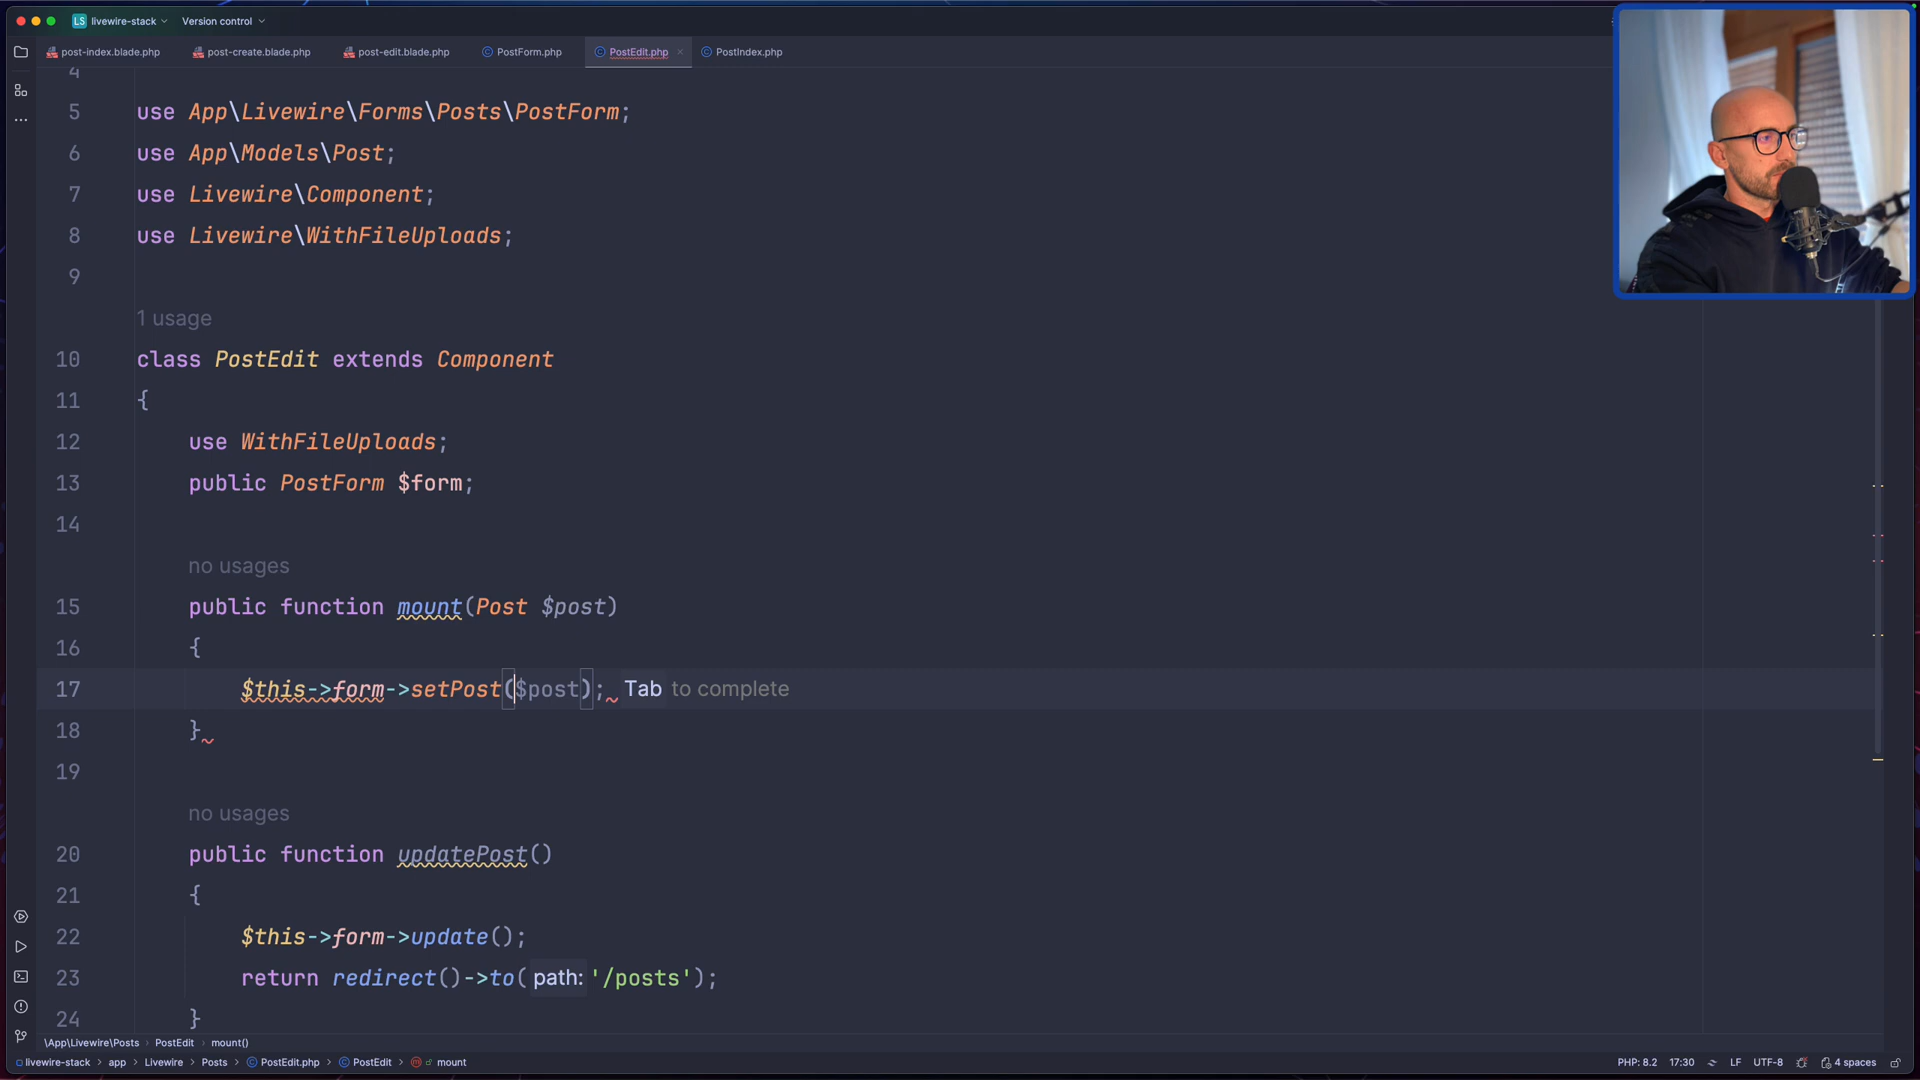 LS livewire-stack Version control
post-index.blade.php post-create.blade.php post-edit.blade.php PostForm.php PostEdit.php PostIndex.php
4
5 use App\Livewire\Forms\Posts\PostForm;
6 use App\Models\Post;
7 use Livewire\Component;
8 use Livewire\WithFileUploads;
9
1 usage
10 class PostEdit extends Component
11 {
12 use WithFileUploads;
13 public PostForm $form;
14
no usages
15 public function mount(Post $post)
16 {
17 $this->form->setPost($post); Tab to complete
18 }
19
no usages
20 public function updatePost()
21 {
22 $this->form->update();
23 return redirect()->to( path: '/posts');
24 }
\App\Livewire\Posts › PostEdit › mount()
livewire-stack › app › Livewire › Posts › PostEdit.php › PostEdit › mount PHP: 8.2 17:30 LF UTF-8 4 spaces